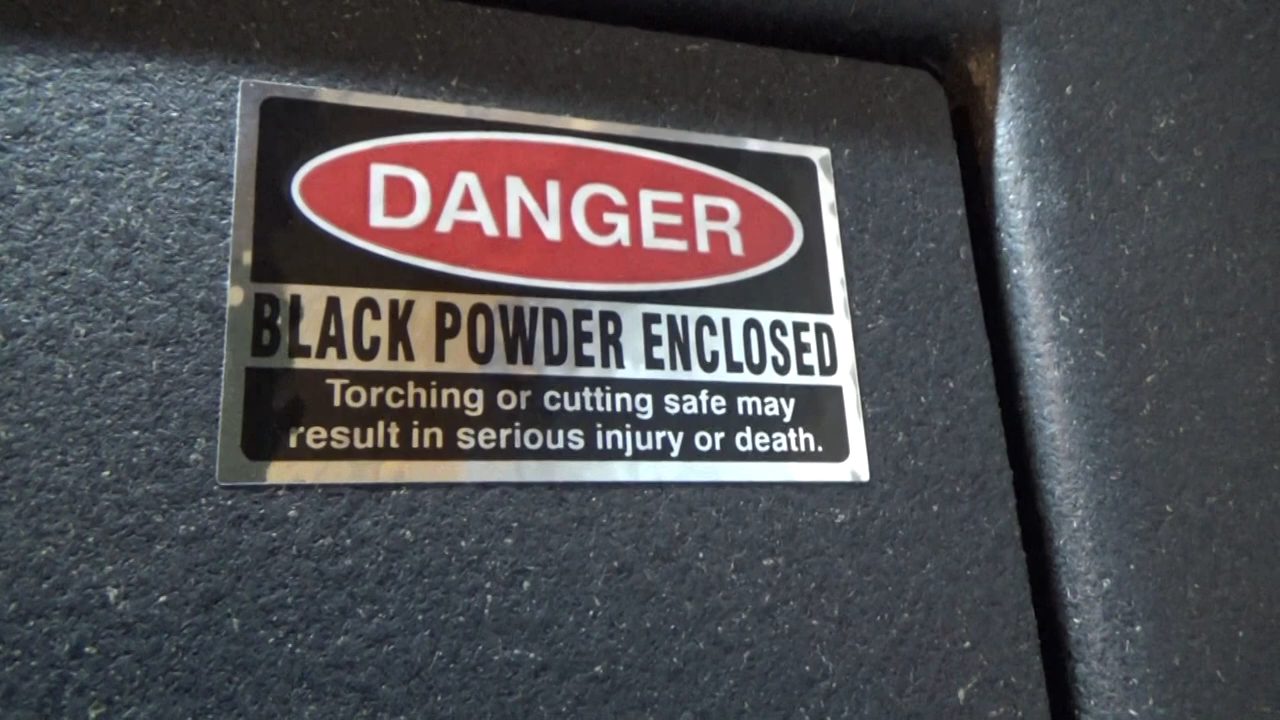 DANGER
BLACK POWDER ENCLOSED
Torching or cutting safe may
result in serious injury or death.